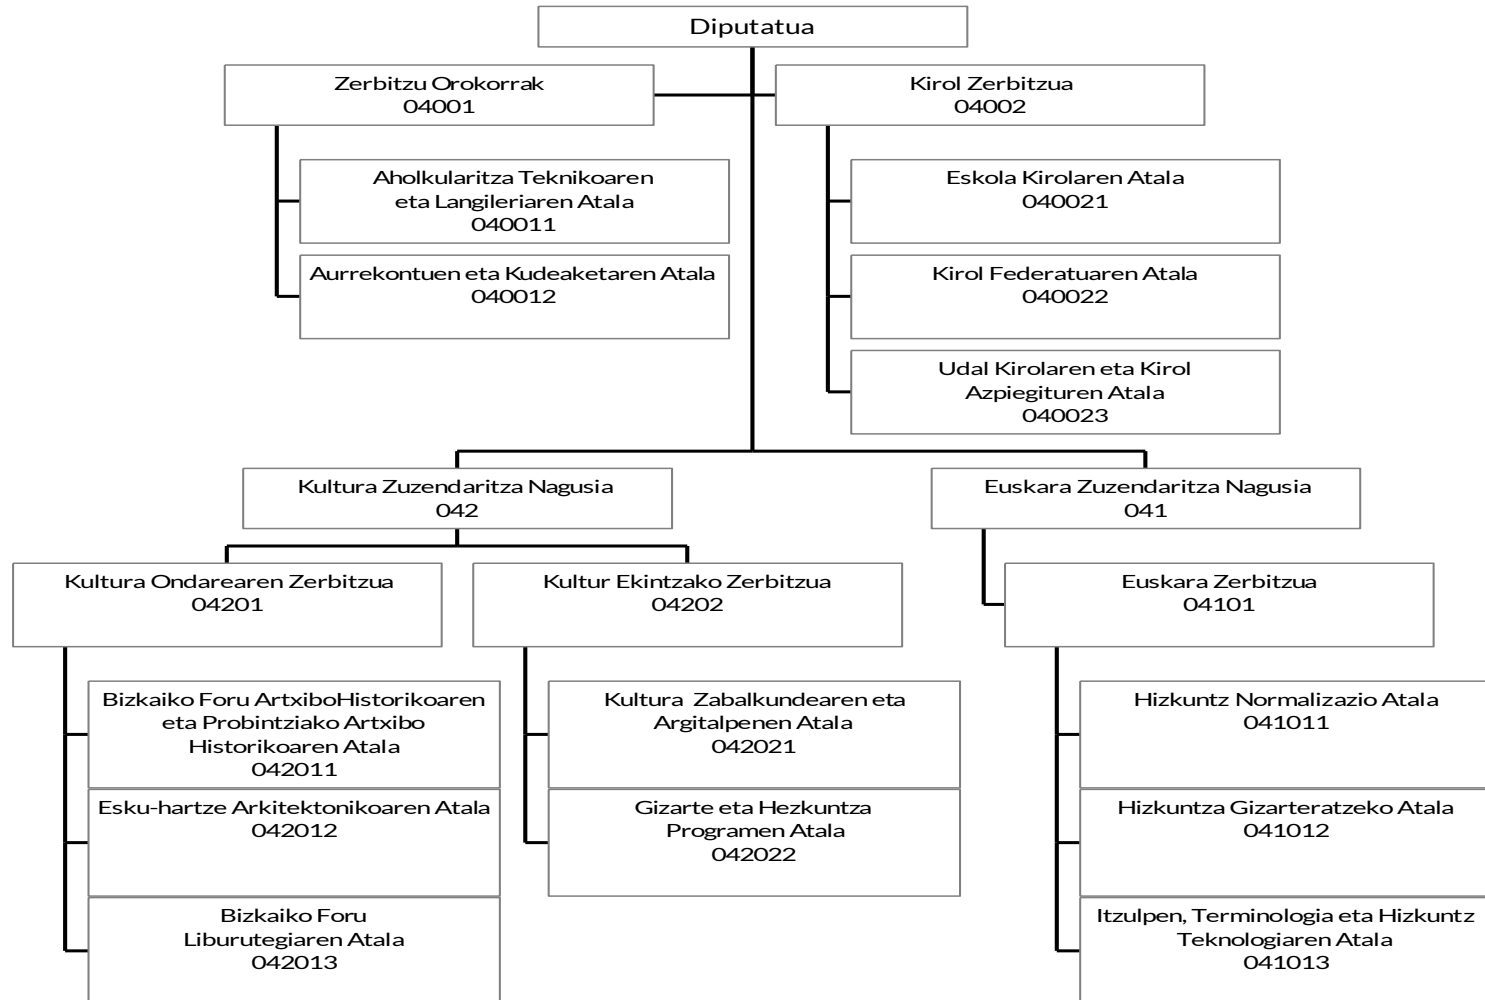 Diputatua
Zerbitzu Orokorrak
04001
Kirol Zerbitzua
04002
Aholkularitza Teknikoaren
eta Langileriaren Atala
040011
Aurrekontuen eta Kudeaketaren Atala
040012
Eskola Kirolaren Atala
040021
Kirol Federatuaren Atala
040022
Udal Kirolaren eta Kirol
Azpiegituren Atala
040023
Kultura Zuzendaritza Nagusia
042
Euskara Zuzendaritza Nagusia
041
Kultura Ondarearen Zerbitzua
04201
Kultur Ekintzako Zerbitzua
04202
Euskara Zerbitzua
04101
Bizkaiko Foru ArtxiboHistorikoaren
eta Probintziako Artxibo
Historikoaren Atala
042011
Esku-hartze Arkitektonikoaren Atala
042012
Bizkaiko Foru
Liburutegiaren Atala
042013
Kultura Zabalkundearen eta
Argitalpenen Atala
042021
Gizarte eta Hezkuntza
Programen Atala
042022
Hizkuntz Normalizazio Atala
041011
Hizkuntza Gizarteratzeko Atala
041012
Itzulpen, Terminologia eta Hizkuntz
Teknologiaren Atala
041013